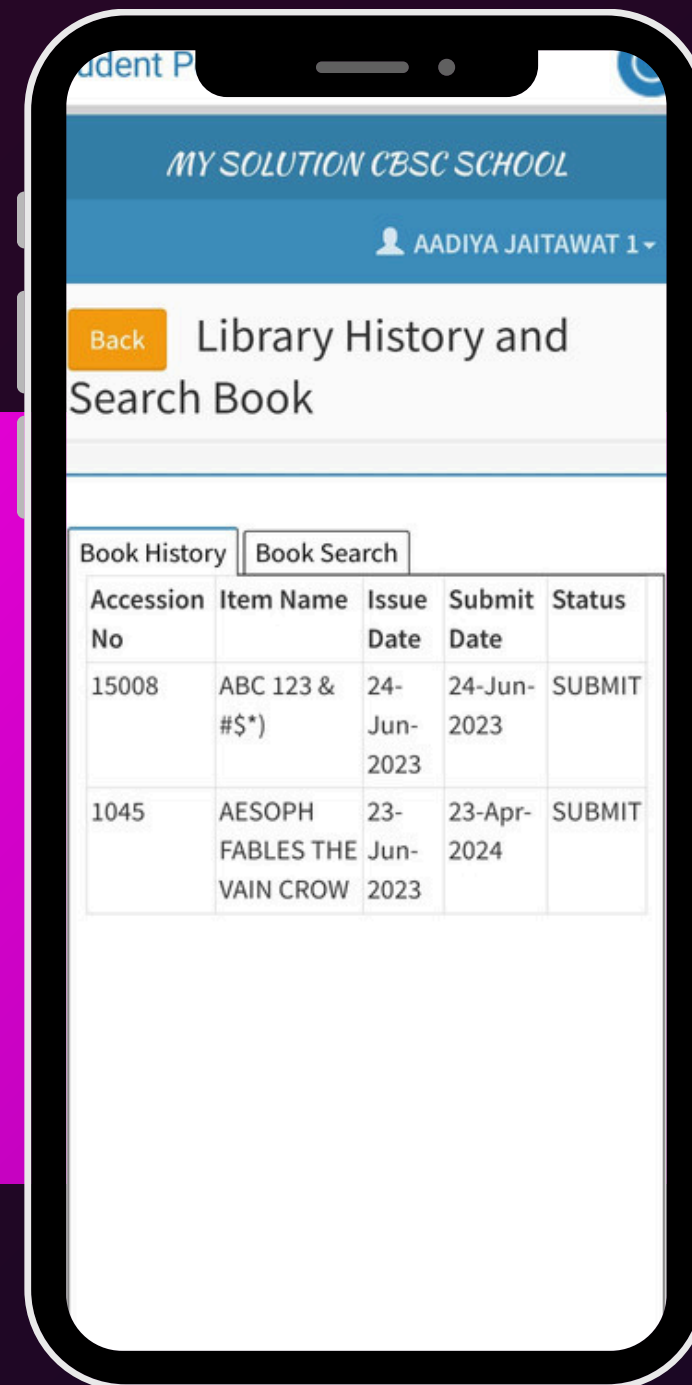 udent P
MY SOLUTION CBSC SCHOOL
AADIYA JAITAWAT 1
Back Library History and
Search Book
Book History Book Search
Accession No Item Name Issue Date Submit Date Status
15008 ABC 123 & #$*) 24-Jun-2023 24-Jun-2023 SUBMIT
1045 AESOPH FABLES THE VAIN CROW 23-Jun-2023 23-Apr-2024 SUBMIT